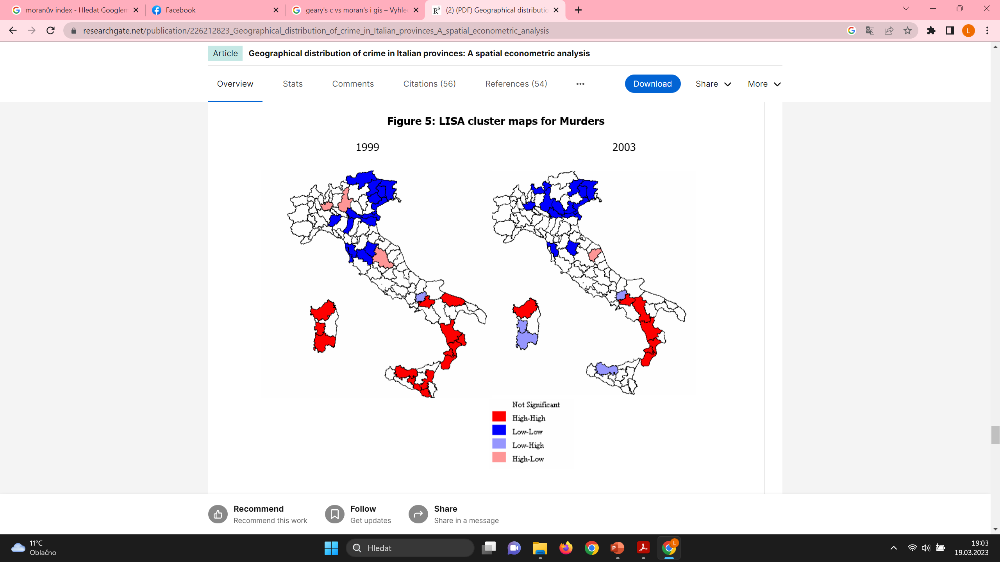 moranův index - Hledat Googlem
Facebook
geary's c vs moran's i gis – Vyhle
(2) (PDF) Geographical distributio
researchgate.net/publication/226212823_Geographical_distribution_of_crime_in_Italian_provinces_A_spatial_econometric_analysis
L
Article Geographical distribution of crime in Italian provinces: A spatial econometric analysis
Overview Stats Comments Citations (56) References (54) ••• Download Share More
Figure 5: LISA cluster maps for Murders
1999 2003
Not Significant
High-High
Low-Low
Low-High
High-Low
Recommend
Recommend this work
Follow
Get updates
Share
Share in a message
11°C
Oblačno
Hledat
19:03
19.03.2023